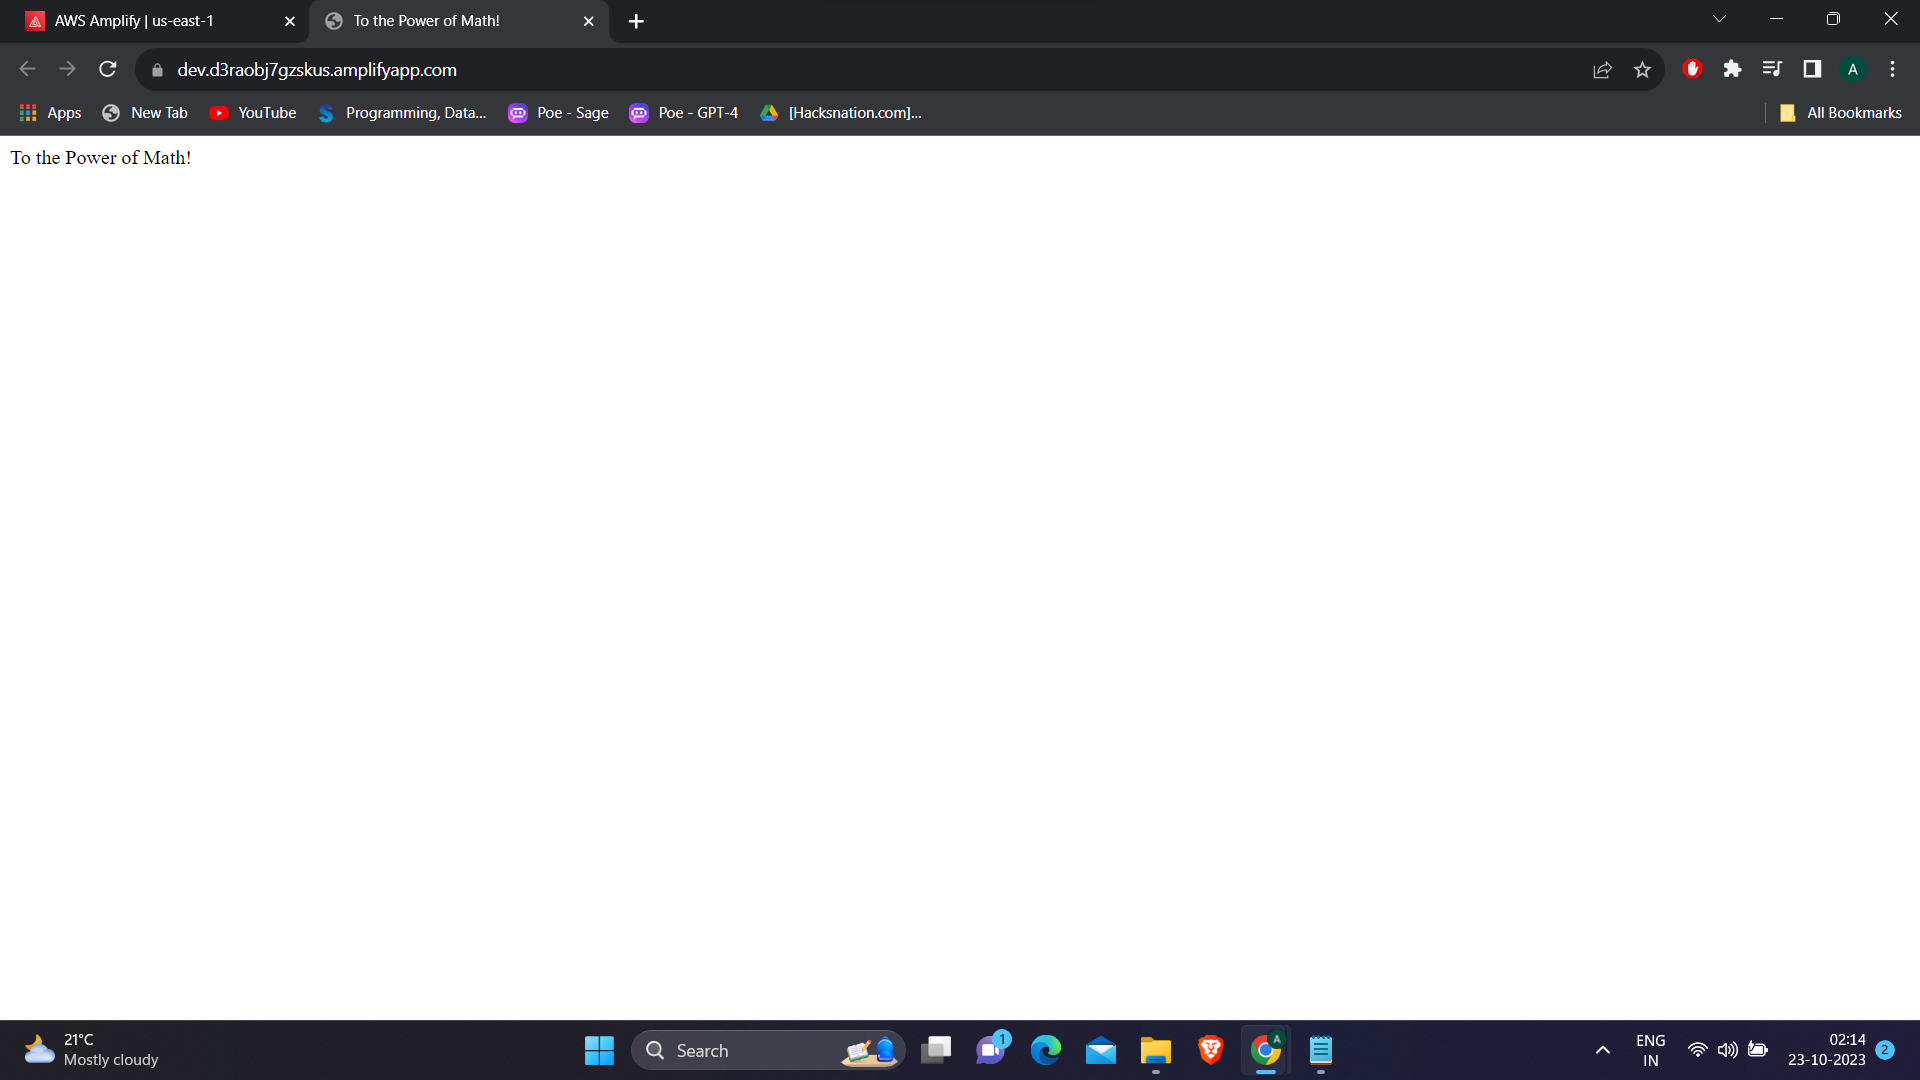 AWS Amplify | us-east-1
To the Power of Math!
dev.d3raobj7gzskus.amplifyapp.com
A
Apps
New Tab
YouTube
Programming, Data...
Poe - Sage
Poe - GPT-4
[Hacksnation.com]...
All Bookmarks
To the Power of Math!
21°C
Mostly cloudy
Search
1
A
ENG
IN
02:14
23-10-2023
2